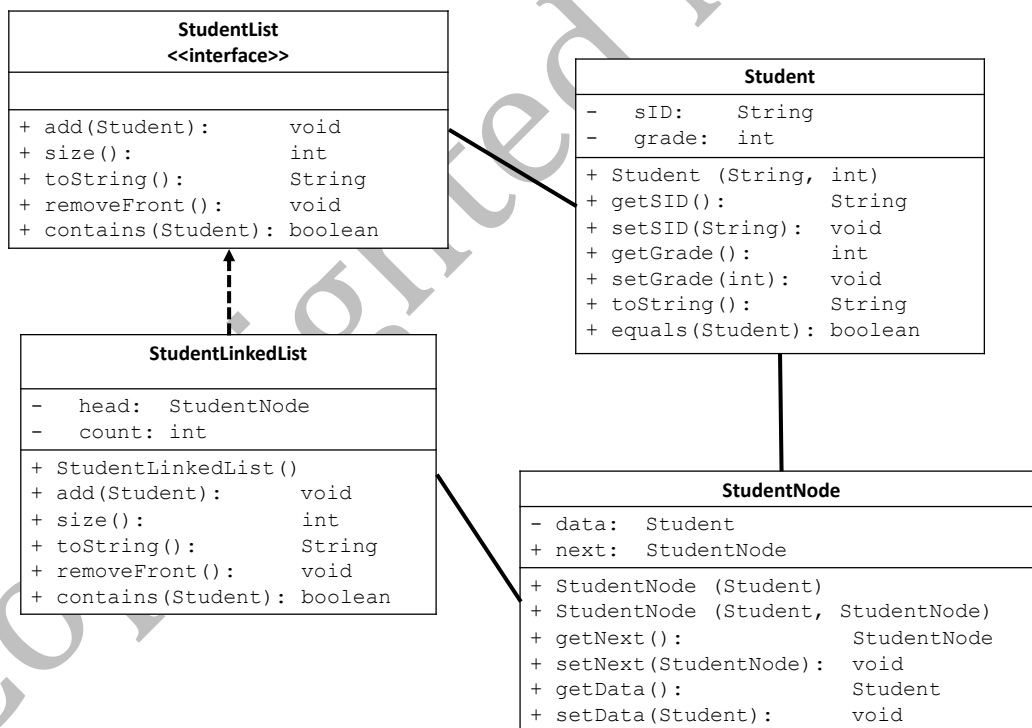 StudentList
<<interface>>
+ add(Student): void
+ size(): int
+ toString(): String
+ removeFront(): void
+ contains(Student): boolean
Student
- sID: String
- grade: int
+ Student (String, int)
+ getSID(): String
+ setSID(String): void
+ getGrade(): int
+ setGrade(int): void
+ toString(): String
+ equals(Student): boolean
StudentLinkedList
- head: StudentNode
- count: int
+ StudentLinkedList()
+ add(Student): void
+ size(): int
+ toString(): String
+ removeFront(): void
+ contains(Student): boolean
StudentNode
- data: Student
+ next: StudentNode
+ StudentNode (Student)
+ StudentNode (Student, StudentNode)
+ getNext(): StudentNode
+ setNext(StudentNode): void
+ getData(): Student
+ setData(Student): void